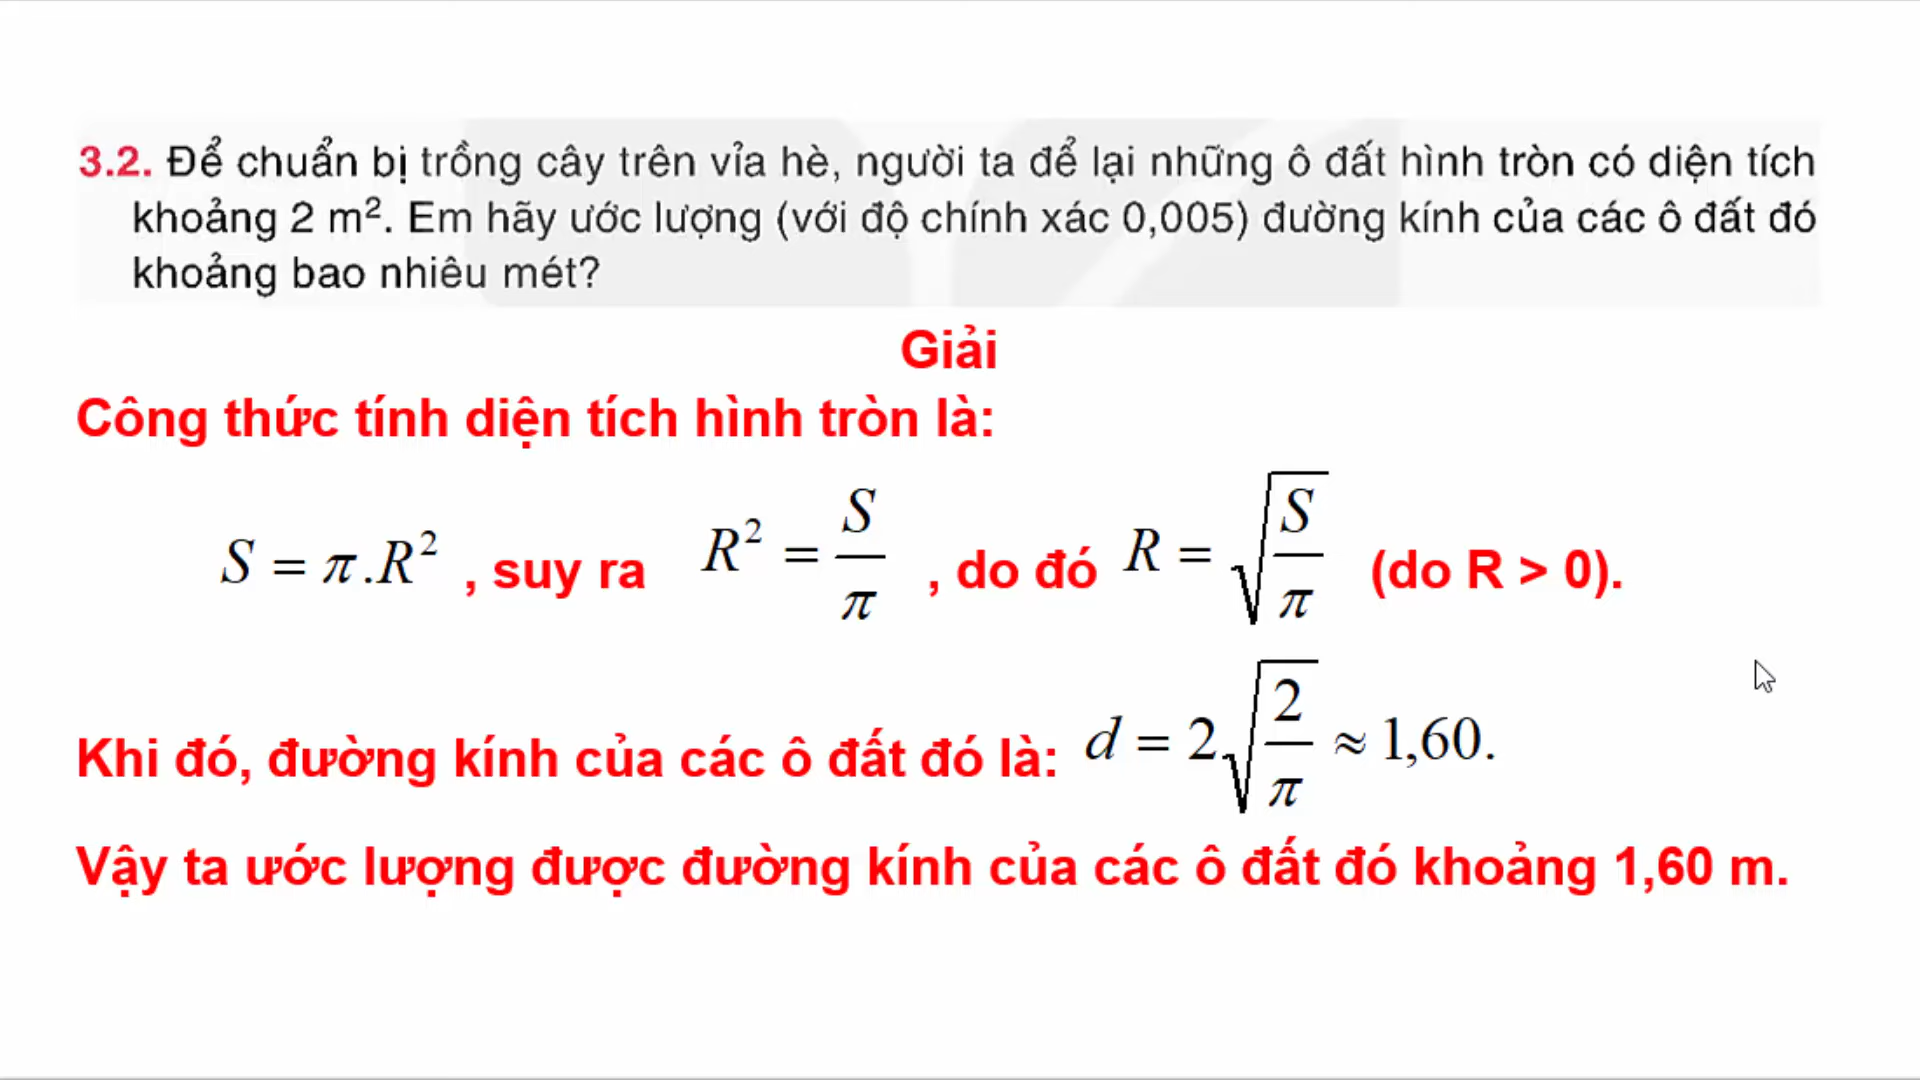 3.2. Để chuẩn bị trồng cây trên vỉa hè, người ta để lại những ô đất hình tròn có diện tích
khoảng 2 m². Em hãy ước lượng (với độ chính xác 0,005) đường kính của các ô đất đó
khoảng bao nhiêu mét?
Giải
Công thức tính diện tích hình tròn là:
S = π.R² , suy ra R² = S/π , do đó R = √(S/π) (do R > 0).
Khi đó, đường kính của các ô đất đó là: d = 2.√(2/π) ≈ 1,60.
Vậy ta ước lượng được đường kính của các ô đất đó khoảng 1,60 m.